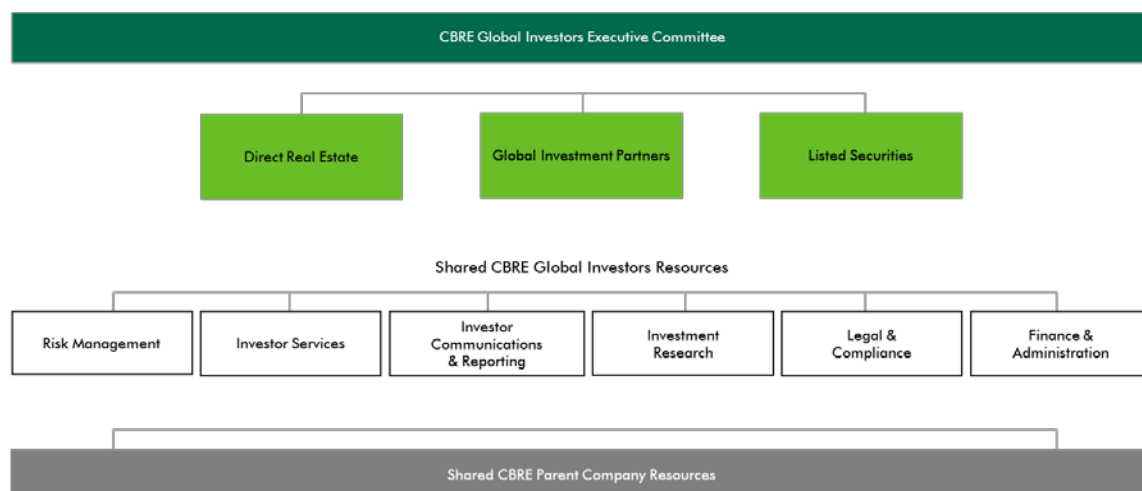 CBRE Global Investors Executive Committee
Direct Real Estate
Global Investment Partners
Listed Securities
Shared CBRE Global Investors Resources
Risk Management
Investor Services
Investor
Communications
& Reporting
Investment
Research
Legal &
Compliance
Finance &
Administration
Shared CBRE Parent Company Resources